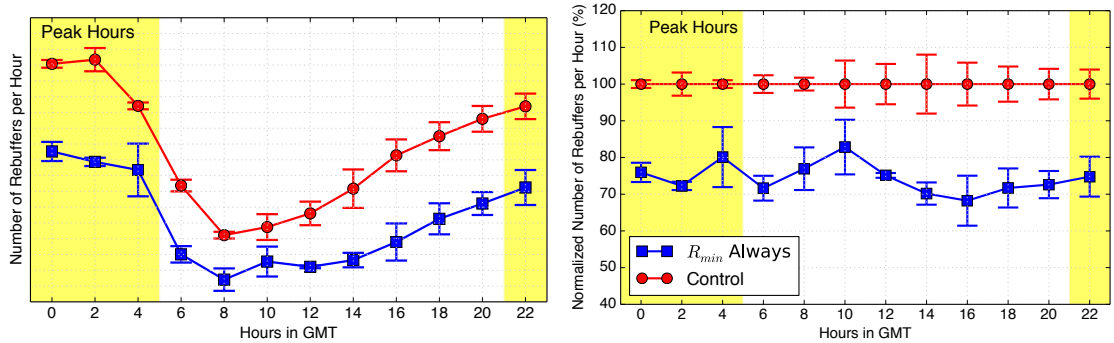 Peak Hours
Number of Rebuffers per Hour
0 2 4 6 8 10 12 14 16 18 20 22
Hours in GMT
120
110
100
90
80
70
60
50
40
Peak Hours
Normalized Number of Rebuffers per Hour (%)
R_min Always
Control
0 2 4 6 8 10 12 14 16 18 20 22
Hours in GMT